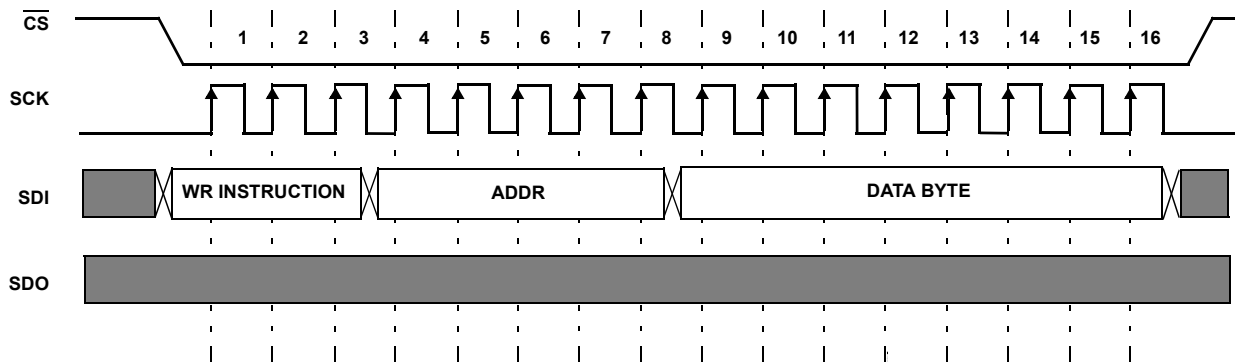 CS
1 2 3 4 5 6 7 8 9 10 11 12 13 14 15 16
SCK
SDI WR INSTRUCTION ADDR DATA BYTE
SDO